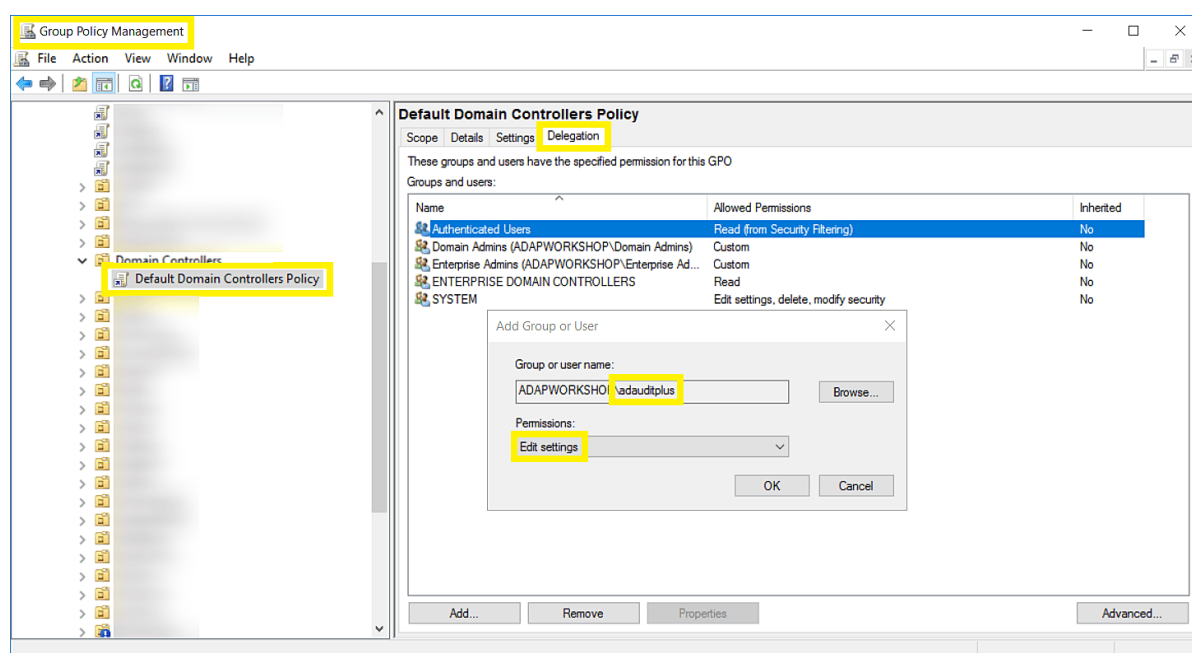 Group Policy Management
File Action View Window Help
Default Domain Controllers Policy
Scope Details Settings Delegation
These groups and users have the specified permission for this GPO
Groups and users:
Name Allowed Permissions Inherited
Authenticated Users Read (from Security Filtering) No
Domain Admins (ADAPWORKSHOP\Domain Admins) Custom No
Enterprise Admins (ADAPWORKSHOP\Enterprise Ad... Custom No
ENTERPRISE DOMAIN CONTROLLERS Read No
SYSTEM Edit settings, delete, modify security No
Domain Controllers
Default Domain Controllers Policy
Add Group or User
Group or user name:
ADAPWORKSHOP\adauditplus
Browse...
Permissions:
Edit settings
OK Cancel
Add... Remove Properties Advanced...